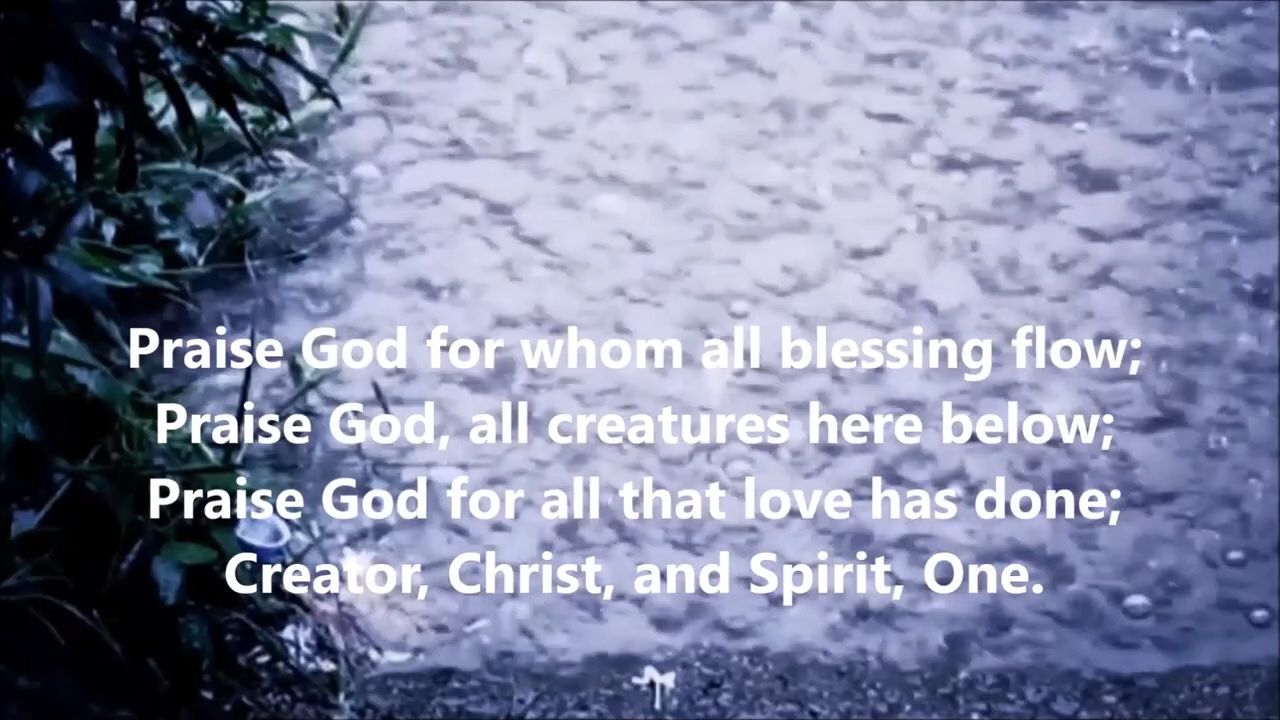 Praise God for whom all blessing flow;
Praise God, all creatures here below;
Praise God for all that love has done;
Creator, Christ, and Spirit, One.